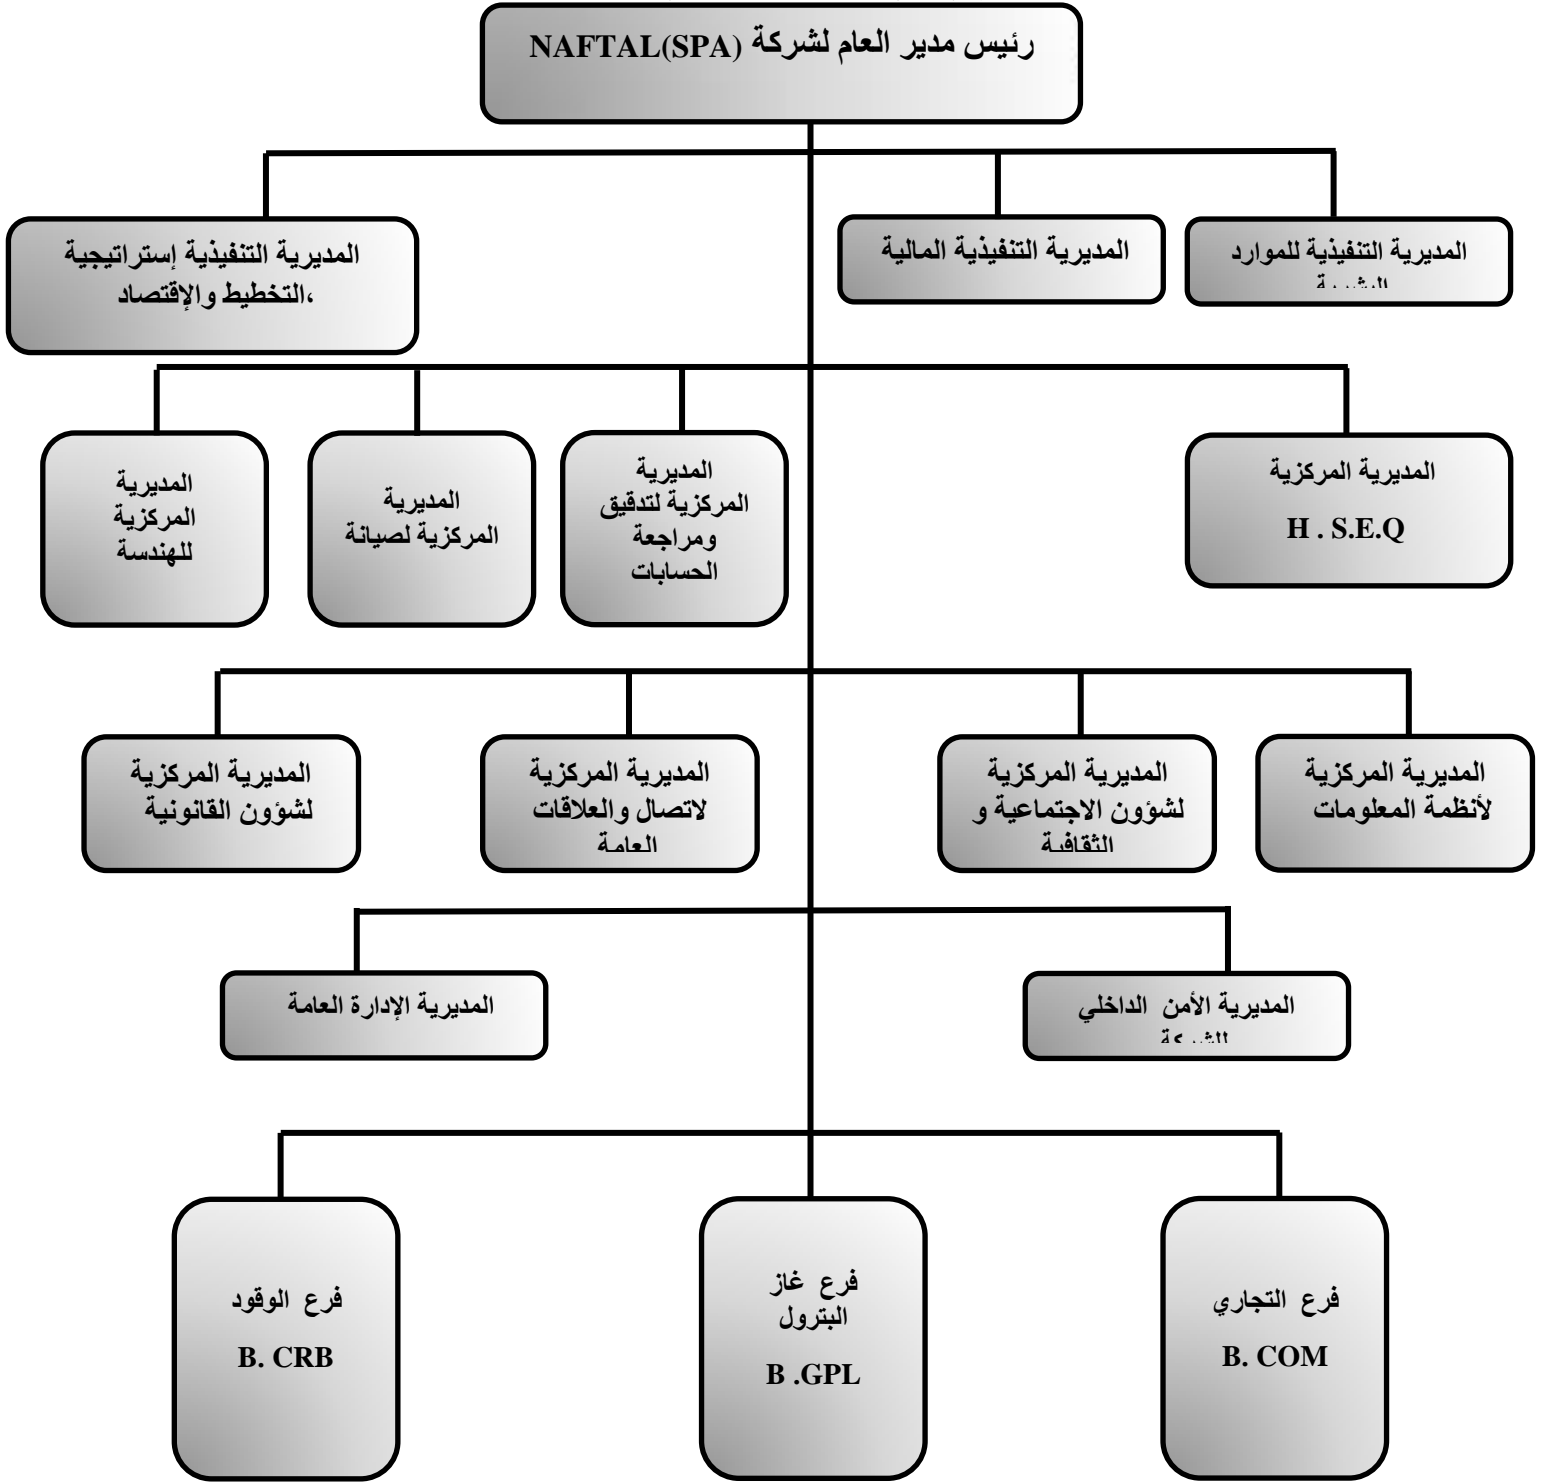 رئيس مدير العام لشركة NAFTAL(SPA)
المديرية التنفيذية للموارد
البشرية
المديرية التنفيذية المالية
المديرية التنفيذية إستراتيجية
،التخطيط والإقتصاد
المديرية المركزية
H . S.E.Q
المديرية
المركزية لتدقيق
ومراجعة
الحسابات
المديرية
المركزية لصيانة
المديرية
المركزية
للهندسة
المديرية المركزية
لأنظمة المعلومات
المديرية المركزية
لشؤون الاجتماعية و
الثقافية
المديرية المركزية
لاتصال والعلاقات
العامة
المديرية المركزية
لشؤون القانونية
المديرية الأمن الداخلي
للشركة
المديرية الإدارة العامة
فرع التجاري
B. COM
فرع غاز
البترول
B .GPL
فرع الوقود
B. CRB